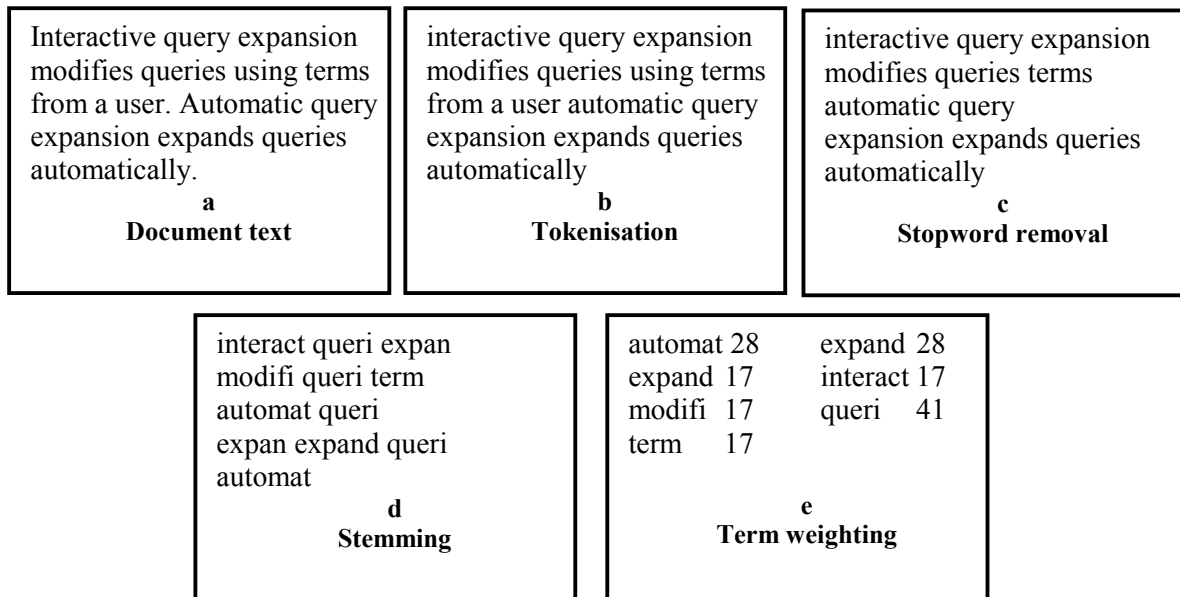 Interactive query expansion
modifies queries using terms
from a user. Automatic query
expansion expands queries
automatically.
a
Document text
interactive query expansion
modifies queries using terms
from a user automatic query
expansion expands queries
automatically
b
Tokenisation
interactive query expansion
modifies queries terms
automatic query
expansion expands queries
automatically
c
Stopword removal
interact queri expan
modifi queri term
automat queri
expan expand queri
automat
d
Stemming
automat 28 expand 28
expand 17 interact 17
modifi 17 queri 41
term 17
e
Term weighting